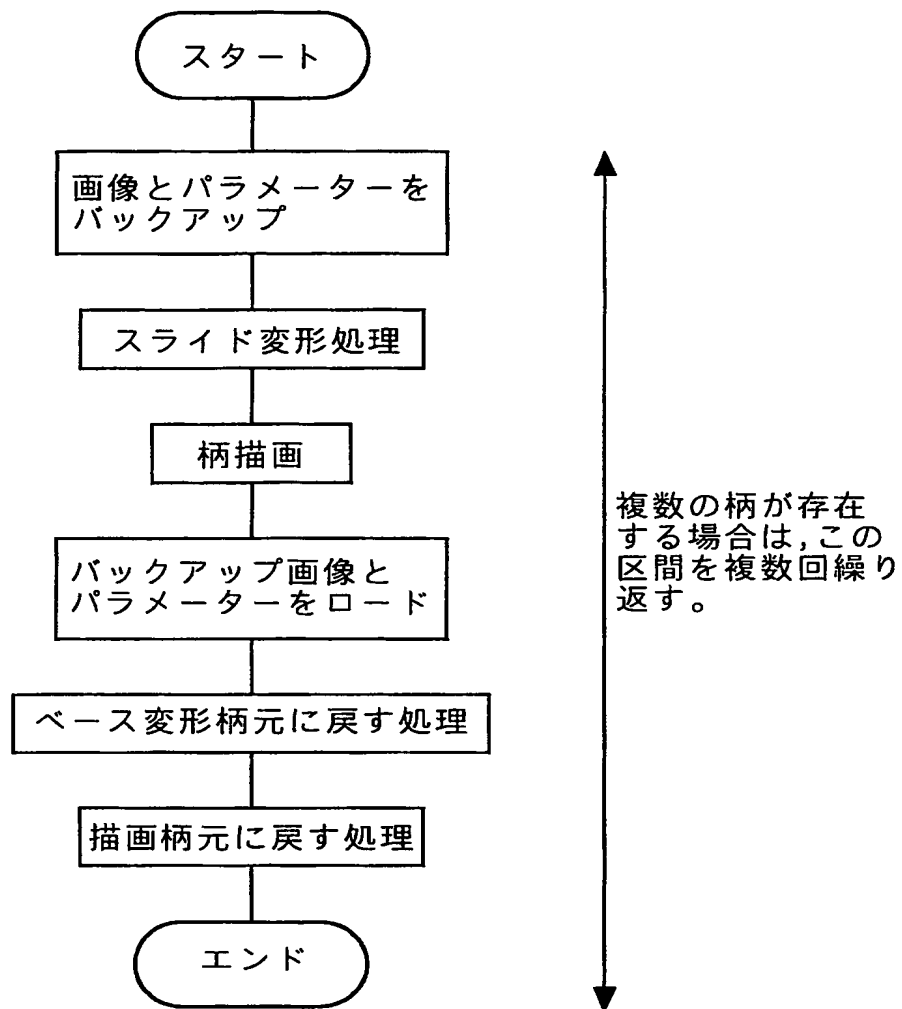 スタート
画像とパラメーターを
バックアップ
スライド変形処理
柄描画
バックアップ画像と
パラメーターをロード
ベース変形柄元に戻す処理
描画柄元に戻す処理
エンド
複数の柄が存在
する場合は,この
区間を複数回繰り
返す。